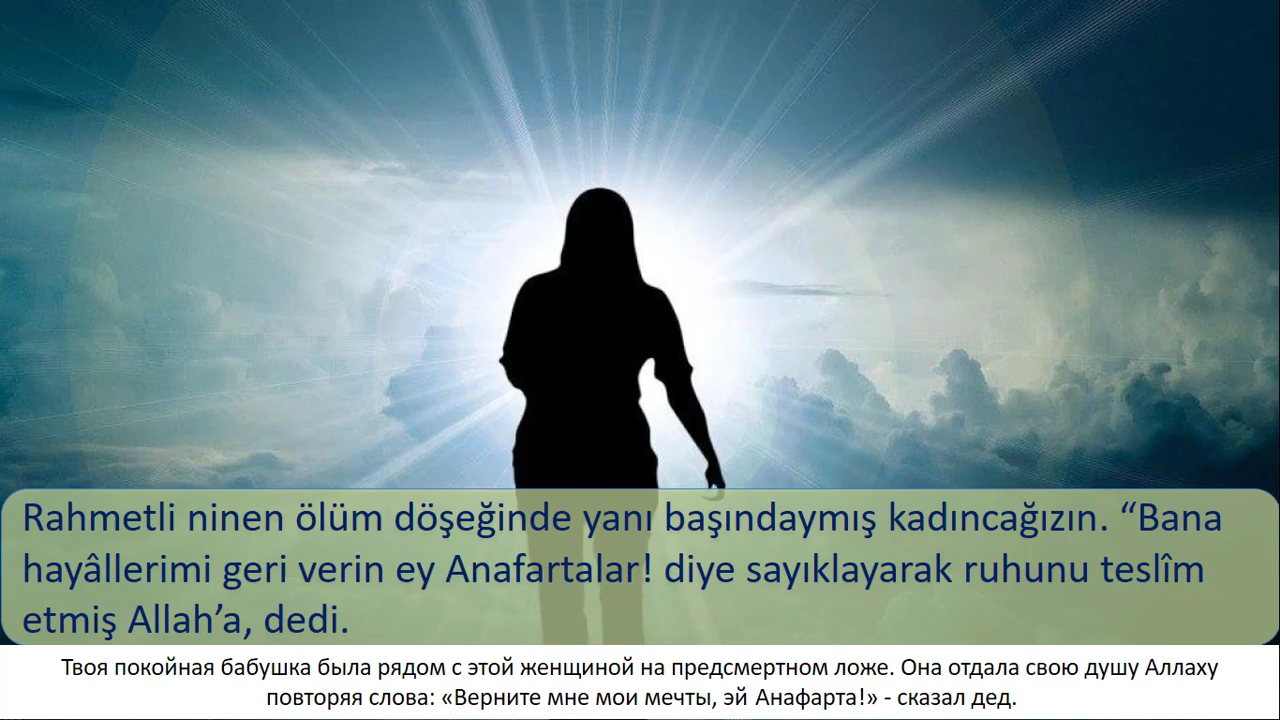 Rahmetli ninen ölüm döşeğinde yanı başındaymış kadıncağızın. “Bana
hayâllerimi geri verin ey Anafartalar! diye sayıklayarak ruhunu teslîm
etmiş Allah’a, dedi.
Твоя покойная бабушка была рядом с этой женщиной на предсмертном ложе. Она отдала свою душу Аллаху
повторяя слова: «Верните мне мои мечты, эй Анафарта!» - сказал дед.